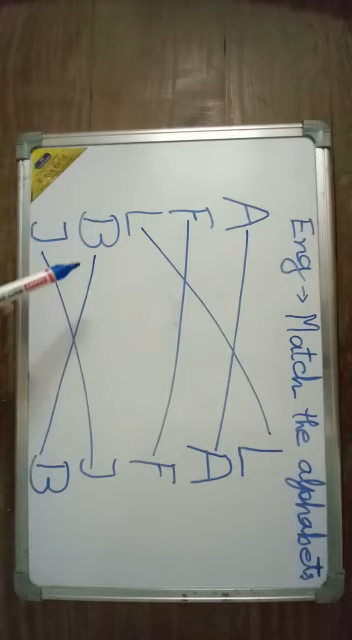 Eng → Match the alphabets
A L
F A
L F
B J
J B